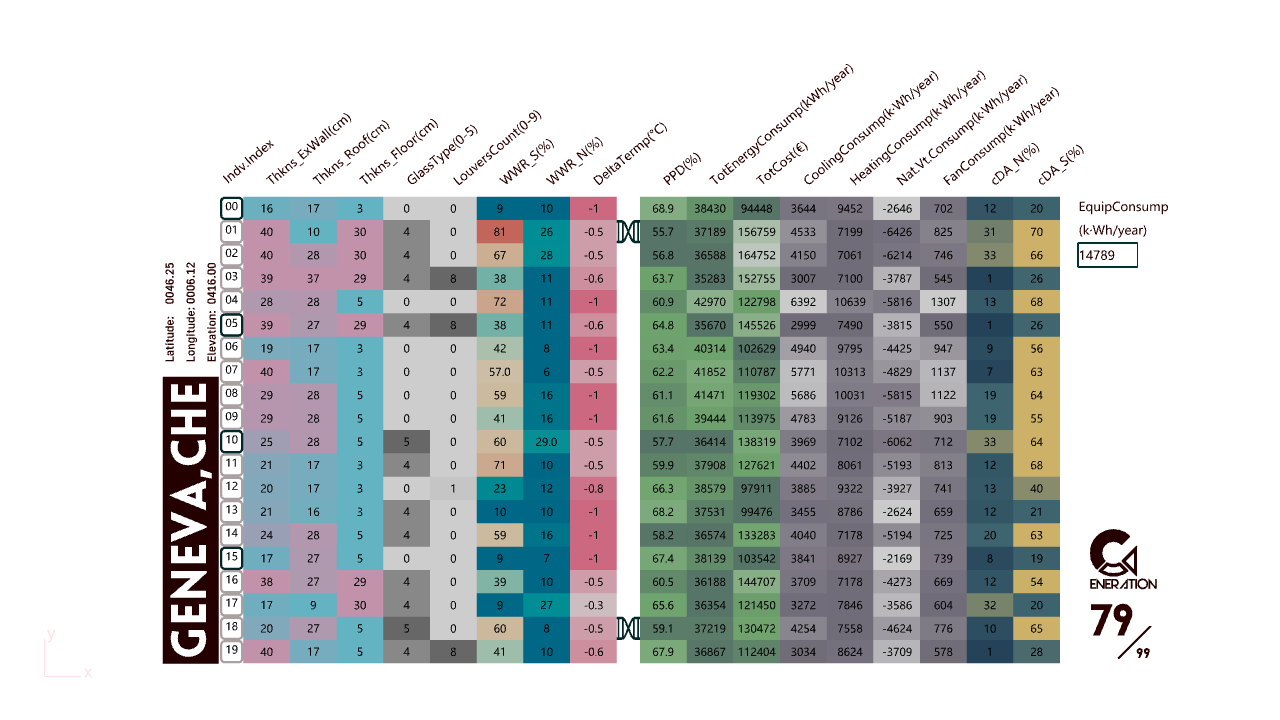 Indv.Index Thkns_ExWall(cm) Thkns_Roof(cm) Thkns_Floor(cm) GlassType(0-5) LouversCount(0-9) WWR_S(%) WWR_N(%) DeltaTermp(°C) PPD(%) TotEnergyConsump(kWh/year) TotCost(€) CoolingConsump(k·Wh/year) HeatingConsump(k·Wh/year) Nat.Vt.Consump(k·Wh/year) FanConsump(k·Wh/year) cDA_N(%) cDA_S(%)
00 16 17 3 0 0 9 10 -1 68.9 38430 94448 3644 9452 -2646 702 12 20
01 40 10 30 4 0 81 26 -0.5 55.7 37189 156759 4533 7199 -6426 825 31 70
02 40 28 30 4 0 67 28 -0.5 56.8 36588 164752 4150 7061 -6214 746 33 66
03 39 37 29 4 8 38 11 -0.6 63.7 35283 152755 3007 7100 -3787 545 1 26
04 28 28 5 0 0 72 11 -1 60.9 42970 122798 6392 10639 -5816 1307 13 68
05 39 27 29 4 8 38 11 -0.6 64.8 35670 145526 2999 7490 -3815 550 1 26
06 19 17 3 0 0 42 8 -1 63.4 40314 102629 4940 9795 -4425 947 9 56
07 40 17 3 0 0 57.0 6 -0.5 62.2 41852 110787 5771 10313 -4829 1137 7 63
08 29 28 5 0 0 59 16 -1 61.1 41471 119302 5686 10031 -5815 1122 19 64
09 29 28 5 0 0 41 16 -1 61.6 39444 113975 4783 9126 -5187 903 19 55
10 25 28 5 5 0 60 29.0 -0.5 57.7 36414 138319 3969 7102 -6062 712 33 64
11 21 17 3 4 0 71 10 -0.5 59.9 37908 127621 4402 8061 -5193 813 12 68
12 20 17 3 0 1 23 12 -0.8 66.3 38579 97911 3885 9322 -3927 741 13 40
13 21 16 3 4 0 10 10 -1 68.2 37531 99476 3455 8786 -2624 659 12 21
14 24 28 5 4 0 59 16 -1 58.2 36574 133283 4040 7178 -5194 725 20 63
15 17 27 5 0 0 9 7 -1 67.4 38139 103542 3841 8927 -2169 739 8 19
16 38 27 29 4 0 39 10 -0.5 60.5 36188 144707 3709 7178 -4273 669 12 54
17 17 9 30 4 0 9 27 -0.3 65.6 36354 121450 3272 7846 -3586 604 32 20
18 20 27 5 5 0 60 8 -0.5 59.1 37219 130472 4254 7558 -4624 776 10 65
19 40 17 5 4 8 41 10 -0.6 67.9 36867 112404 3034 8624 -3709 578 1 28
EquipConsump
(k·Wh/year)
14789
Latitude: 0046.25
Longitude: 0006.12
Elevation: 0416.00
GENEVA,CHE
ENERATION
79/99
y
x